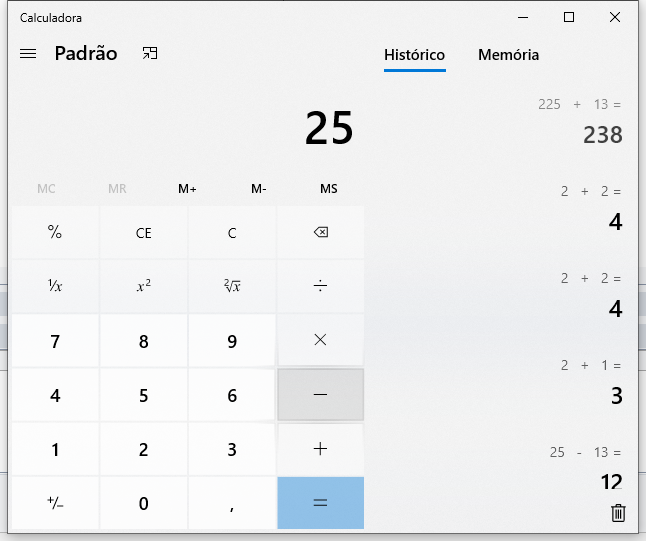 Calculadora
Padrão
Histórico Memória
25
MC MR M+ M- MS
% CE C
¹/x x² ²√x ÷
7 8 9 ×
4 5 6 −
1 2 3 +
+/− 0 , =
225 + 13 =
238
2 + 2 =
4
2 + 2 =
4
2 + 1 =
3
25 - 13 =
12